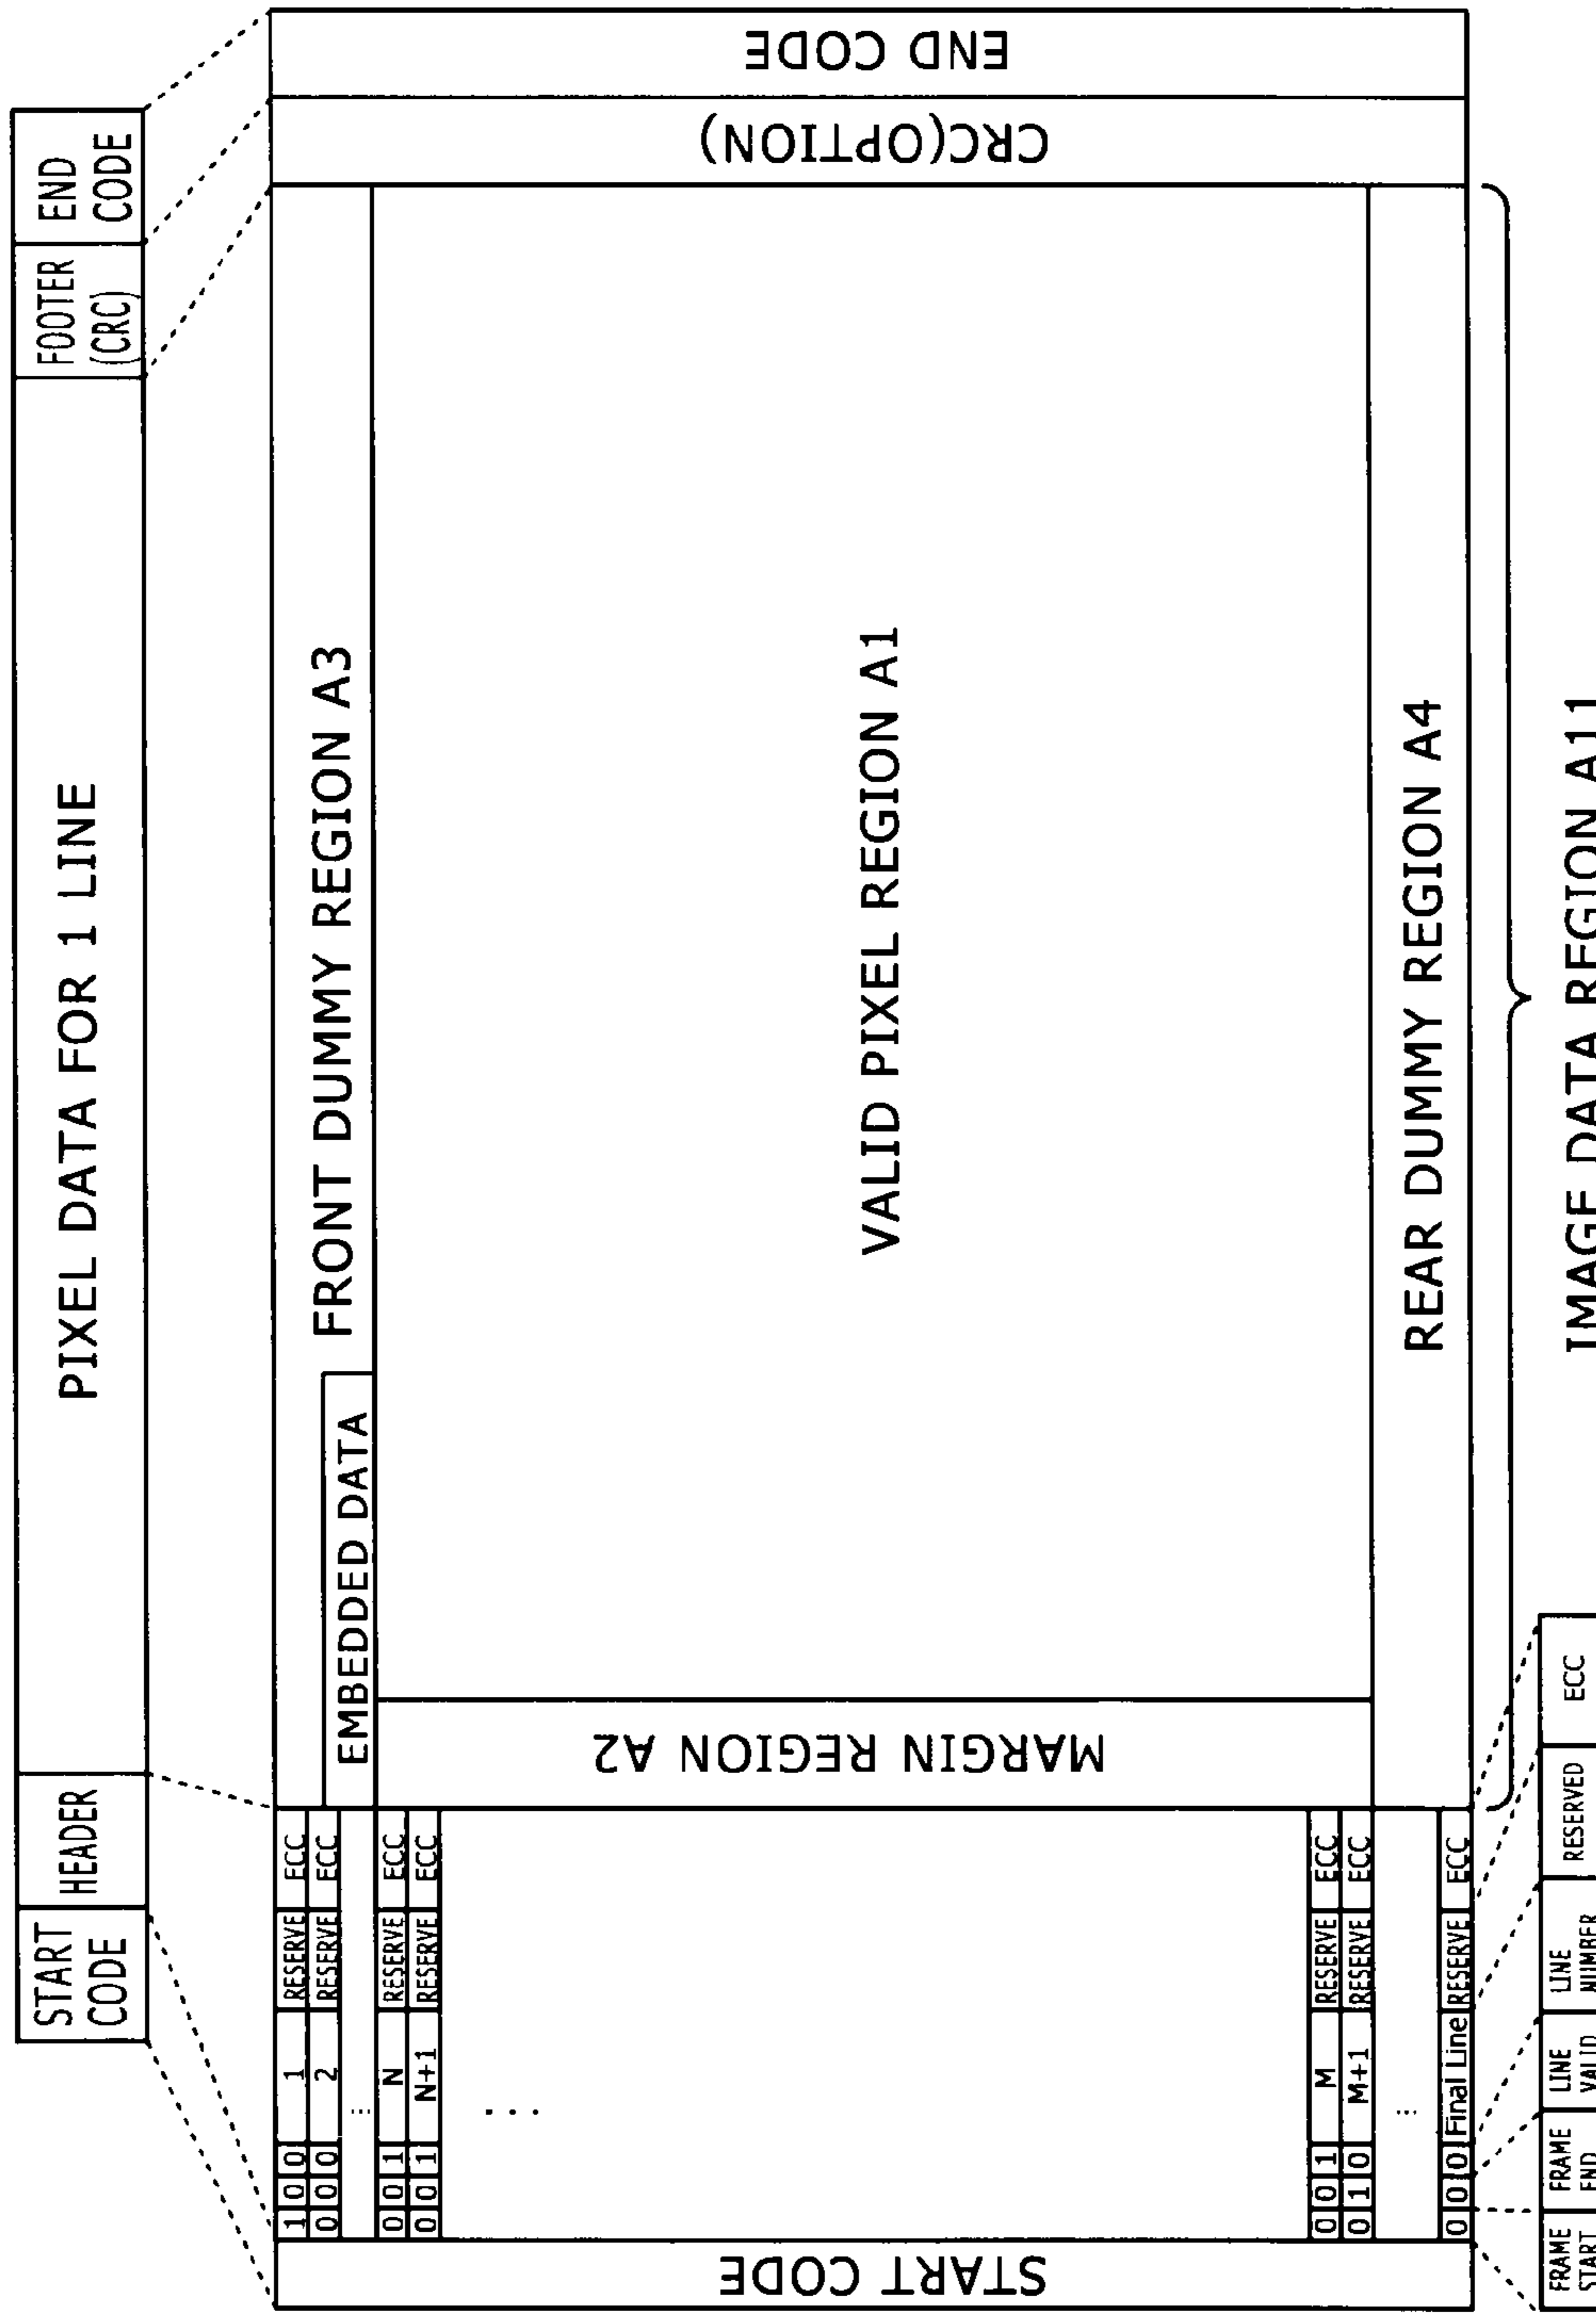 START
CODE
HEADER
PIXEL DATA FOR 1 LINE
FOOTER
(CRC)
END
CODE
START CODE
1 0 0 1 RESERVE ECC
0 0 0 2 RESERVE ECC
...
0 0 1 N RESERVE ECC
0 0 1 N+1 RESERVE ECC
...
0 0 1 M RESERVE ECC
0 1 0 M+1 RESERVE ECC
...
0 0 0 Final Line RESERVE ECC
FRONT DUMMY REGION A3
EMBEDDED DATA
MARGIN REGION A2
VALID PIXEL REGION A1
REAR DUMMY REGION A4
CRC(OPTION)
END CODE
FRAME
START
FRAME
END
LINE
VALID
LINE
NUMBER
RESERVED
ECC
IMAGE DATA REGION A11